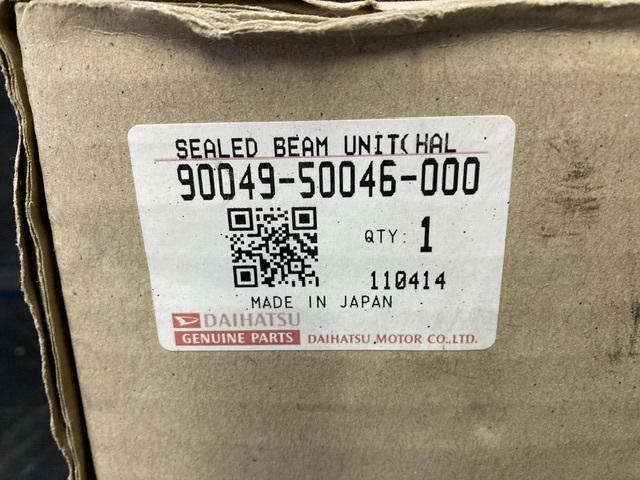 SEALED BEAM UNIT(HAL
90049-50046-000
QTY: 1
110414
MADE IN JAPAN
DAIHATSU
GENUINE PARTS DAIHATSU MOTOR CO.,LTD.